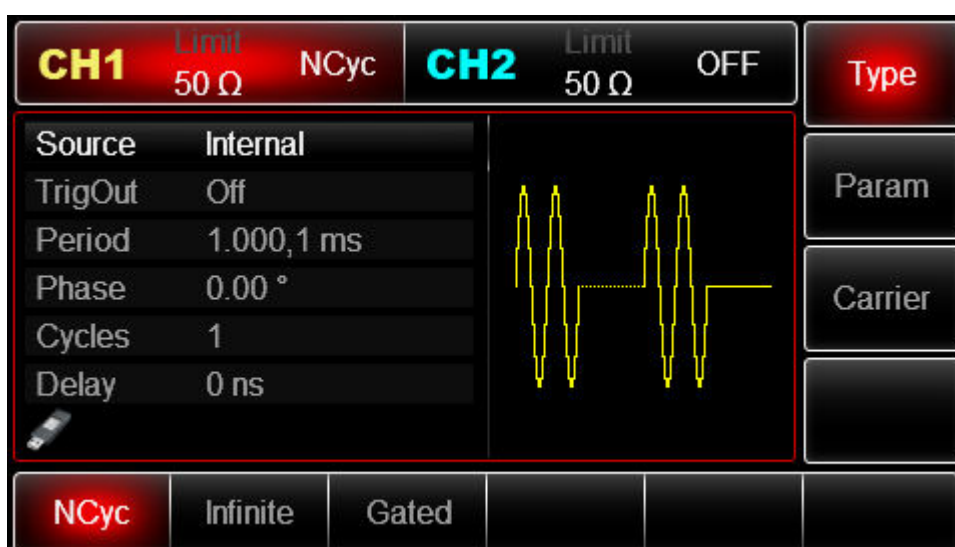 CH1 Limit 50 Ω NCyc CH2 Limit 50 Ω OFF
Type
Source Internal
TrigOut Off
Period 1.000,1 ms
Phase 0.00 °
Cycles 1
Delay 0 ns
Param
Carrier
NCyc Infinite Gated